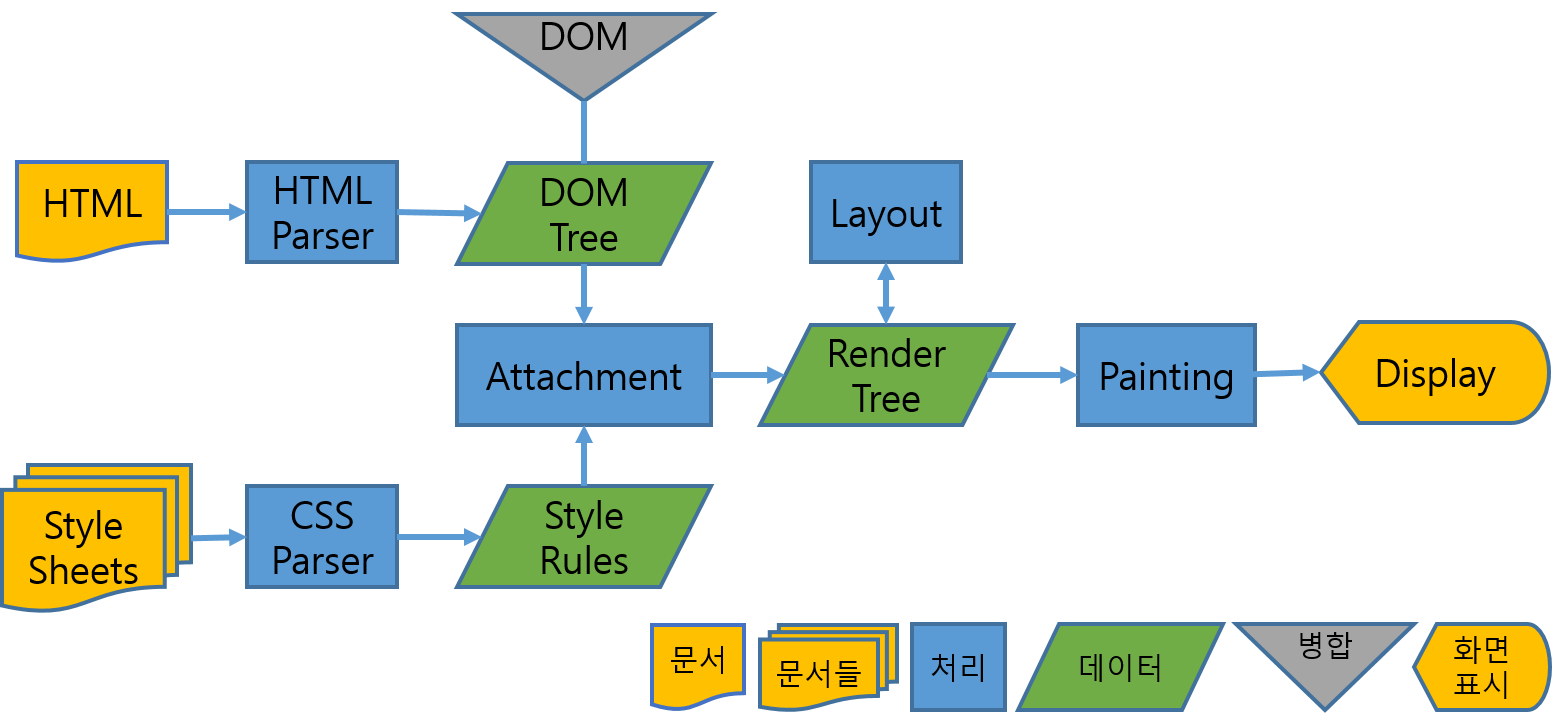 DOM
HTML
HTML
Parser
DOM
Tree
Layout
Attachment
Render
Tree
Painting
Display
Style
Sheets
CSS
Parser
Style
Rules
문서
문서들
처리
데이터
병합
화면
표시